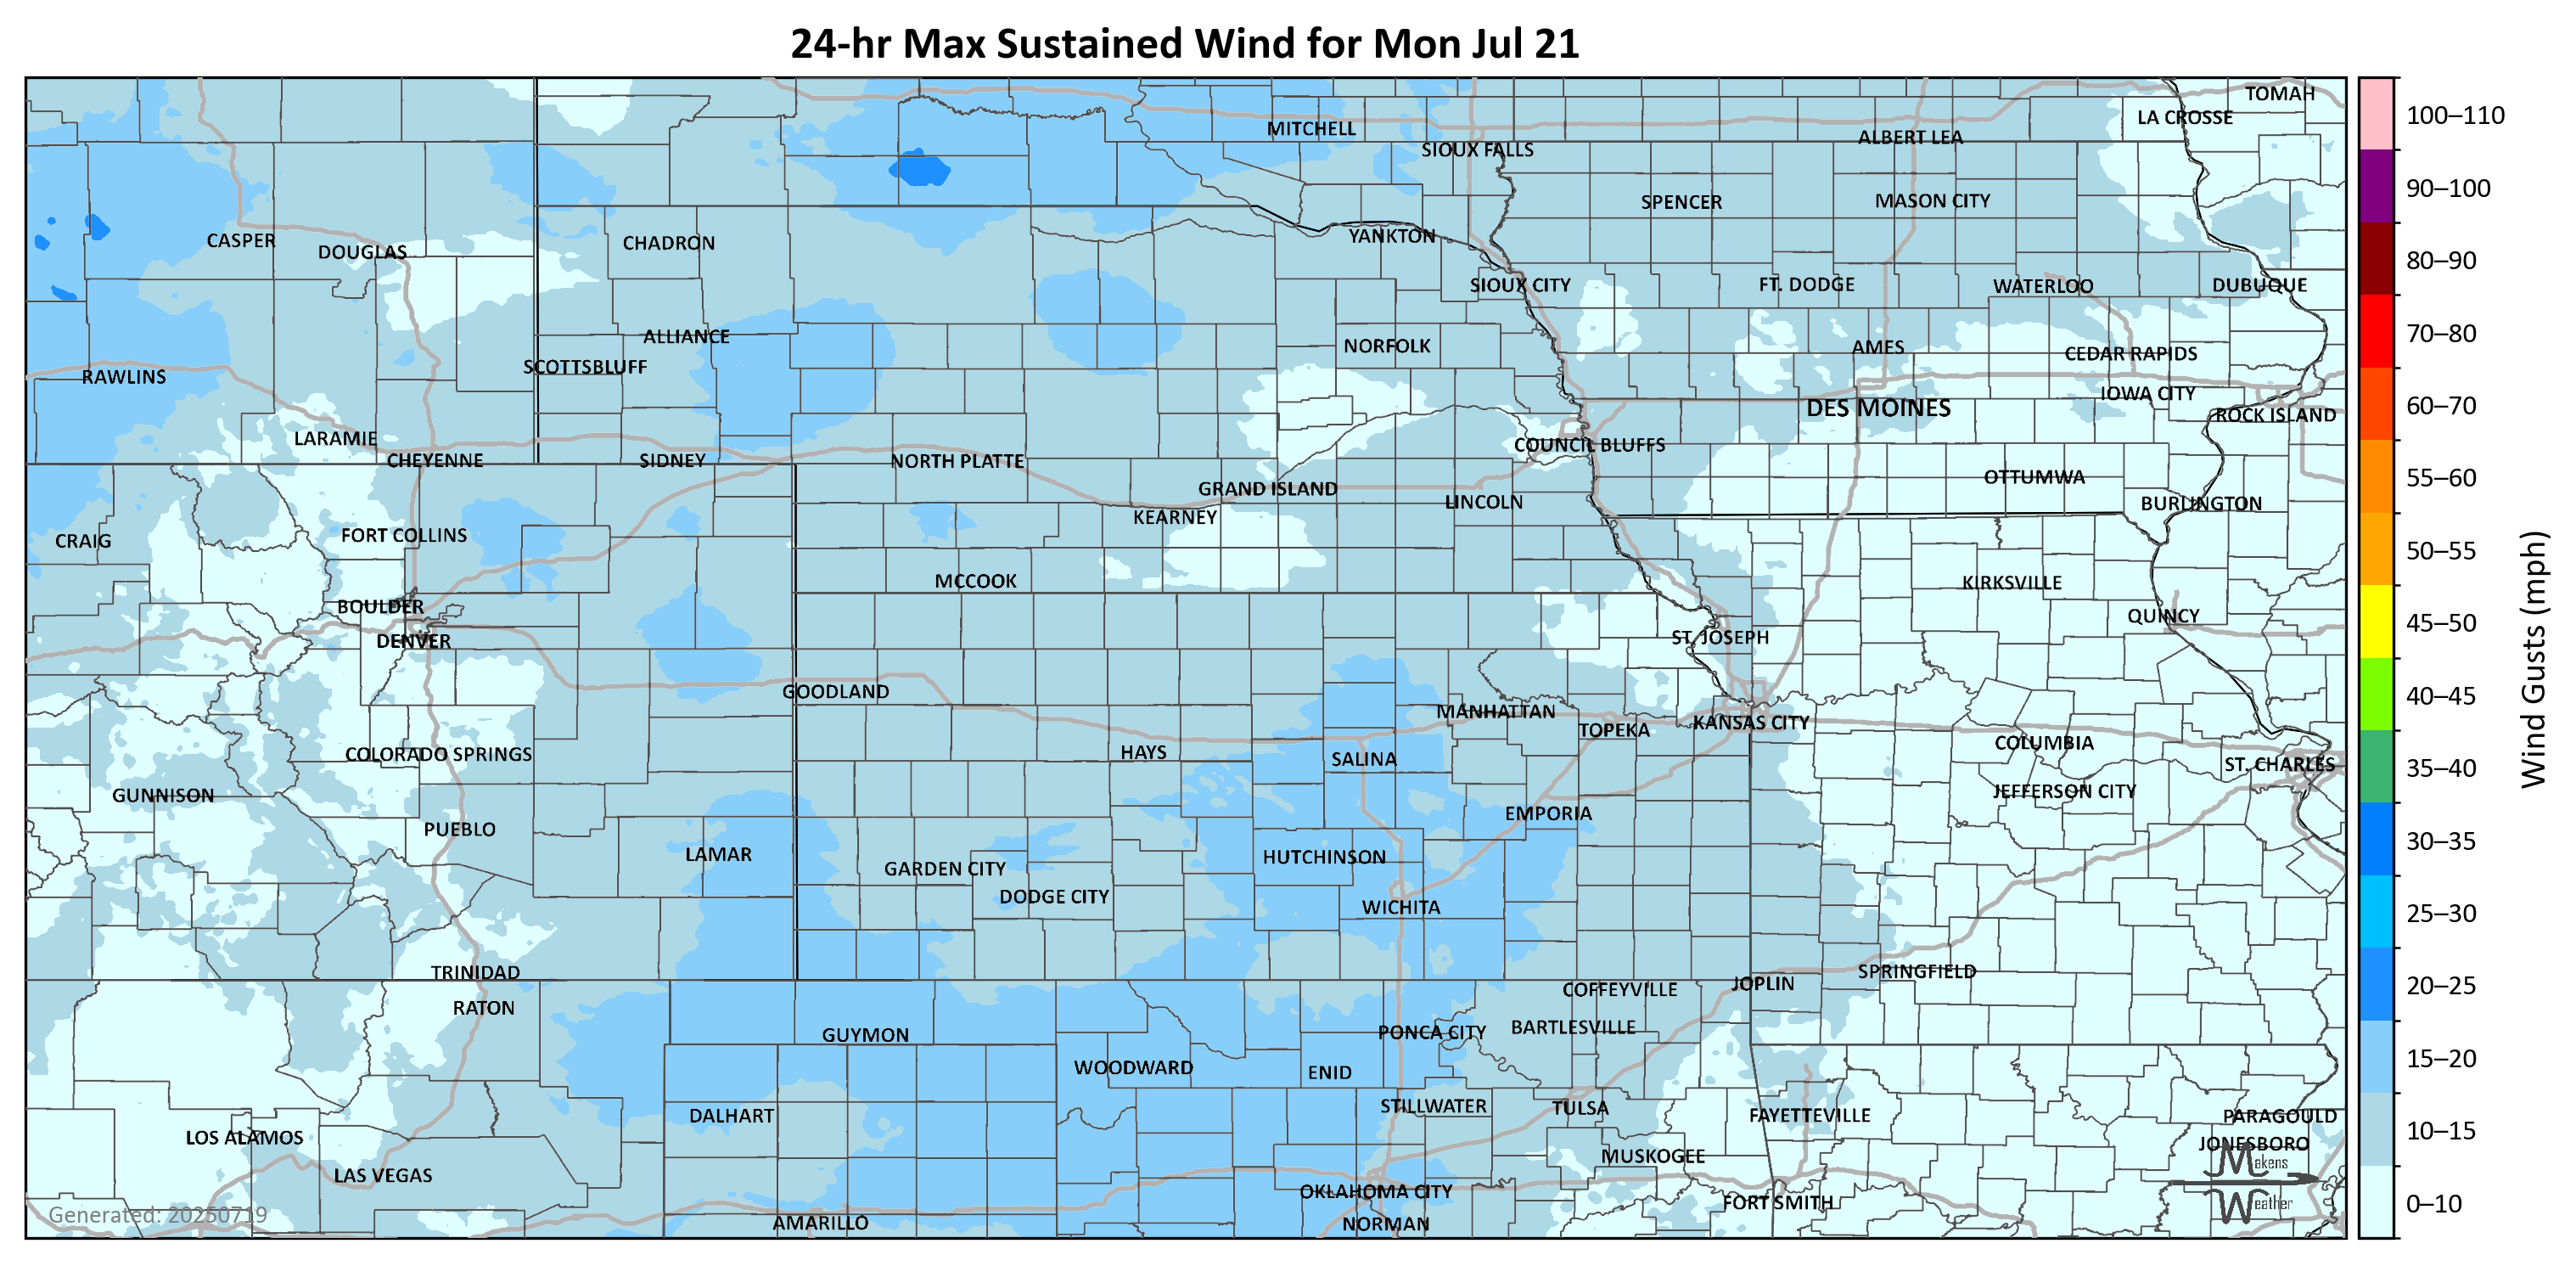 24-hr Max Sustained Wind for Mon Jul 21
TOMAH
LA CROSSE
MITCHELL
ALBERT LEA
SIOUX FALLS
SPENCER
MASON CITY
CASPER
DOUGLAS
CHADRON
YANKTON
SIOUX CITY
FT. DODGE
WATERLOO
DUBUQUE
ALLIANCE
NORFOLK
AMES
CEDAR RAPIDS
SCOTTSBLUFF
RAWLINS
IOWA CITY
DES MOINES
ROCK ISLAND
LARAMIE
COUNCIL BLUFFS
CHEYENNE
SIDNEY
NORTH PLATTE
OTTUMWA
GRAND ISLAND
LINCOLN
BURLINGTON
KEARNEY
CRAIG
FORT COLLINS
MCCOOK
KIRKSVILLE
BOULDER
QUINCY
DENVER
ST. JOSEPH
GOODLAND
MANHATTAN
TOPEKA
KANSAS CITY
COLORADO SPRINGS
HAYS
SALINA
COLUMBIA
ST. CHARLES
GUNNISON
JEFFERSON CITY
PUEBLO
EMPORIA
LAMAR
GARDEN CITY
HUTCHINSON
DODGE CITY
WICHITA
TRINIDAD
SPRINGFIELD
JOPLIN
RATON
COFFEYVILLE
GUYMON
PONCA CITY
BARTLESVILLE
WOODWARD
ENID
DALHART
STILLWATER
TULSA
FAYETTEVILLE
PARAGOULD
LOS ALAMOS
JONESBORO
LAS VEGAS
MUSKOGEE
OKLAHOMA CITY
FORT SMITH
AMARILLO
NORMAN
Generated: 20250719
Makens
Weather
100–110
90–100
80–90
70–80
60–70
55–60
50–55
45–50
40–45
35–40
30–35
25–30
20–25
15–20
10–15
0–10
Wind Gusts (mph)